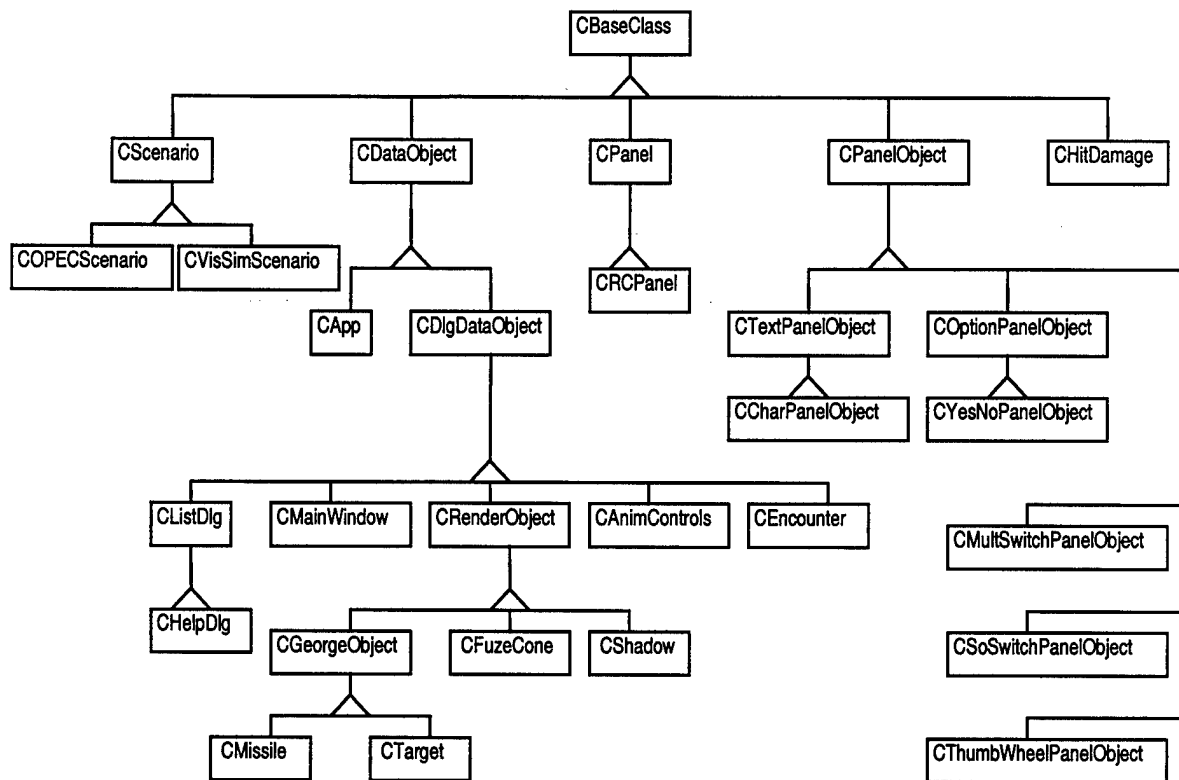 CBaseClass
CScenario
CDataObject
CPanel
CPanelObject
CHitDamage
COPECScenario
CVisSimScenario
CRCPanel
CApp
CDlgDataObject
CTextPanelObject
COptionPanelObject
CCharPanelObject
CYesNoPanelObject
CListDlg
CMainWindow
CRenderObject
CAnimControls
CEncounter
CMultSwitchPanelObject
CHelpDlg
CGeorgeObject
CFuzeCone
CShadow
CSoSwitchPanelObject
CMissile
CTarget
CThumbWheelPanelObject